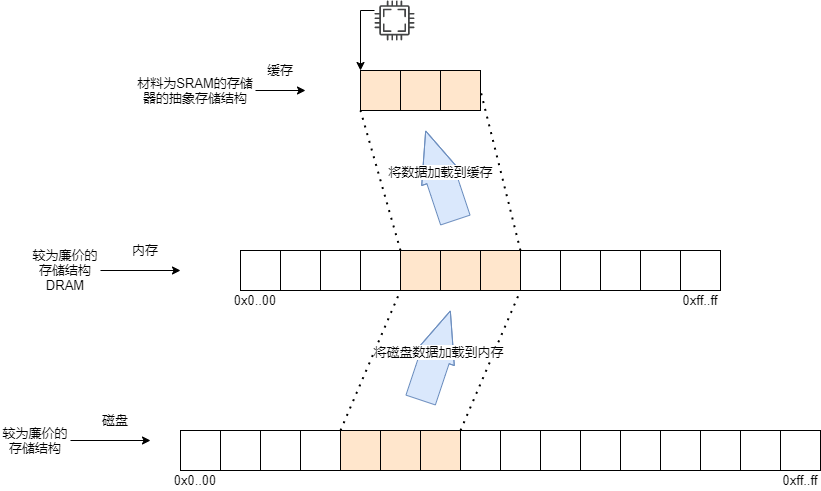 缓存
材料为SRAM的存储
器的抽象存储结构
将数据加载到缓存
内存
较为廉价的
存储结构
DRAM
0x0..00
0xff..ff
将磁盘数据加载到内存
磁盘
较为廉价的
存储结构
0x0..00
0xff..ff